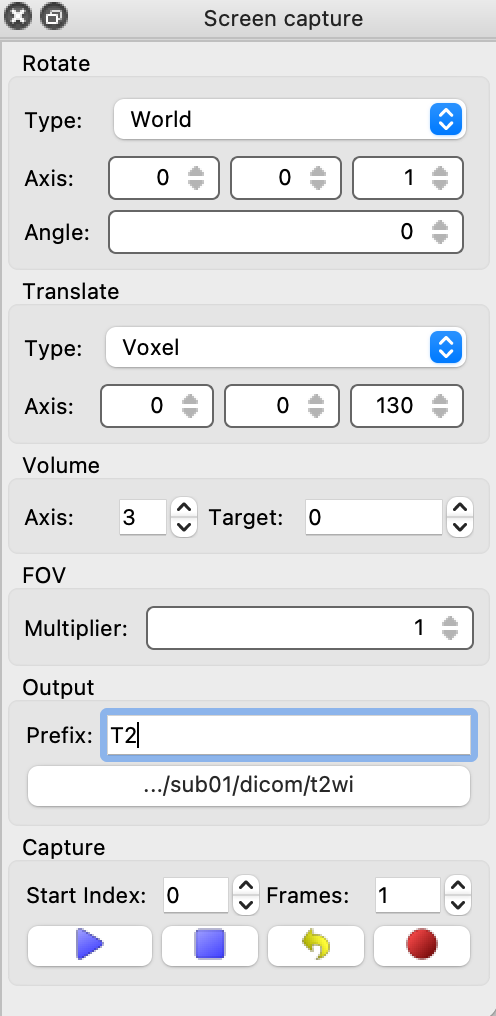 Screen capture
Rotate
Type: World
Axis: 0 0 1
Angle: 0
Translate
Type: Voxel
Axis: 0 0 130
Volume
Axis: 3 Target: 0
FOV
Multiplier: 1
Output
Prefix: T2
.../sub01/dicom/t2wi
Capture
Start Index: 0 Frames: 1